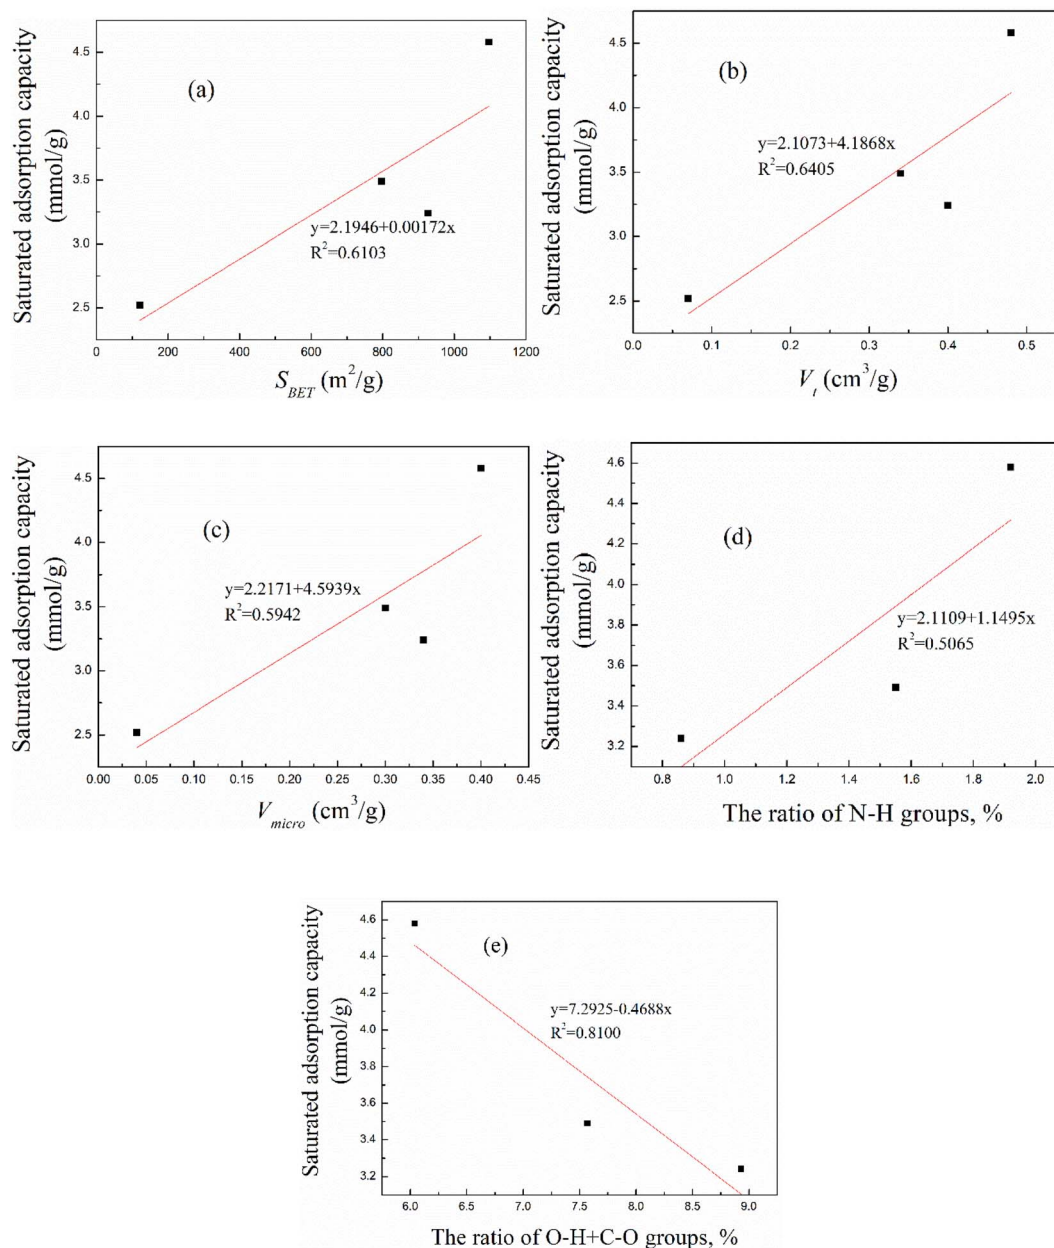 Saturated adsorption capacity
(mmol/g)
4.5
4.0
3.5
3.0
2.5
(a)
y=2.1946+0.00172x
R²=0.6103
0 200 400 600 800 1000 1200
S_BET (m²/g)
Saturated adsorption capacity
(mmol/g)
4.5
4.0
3.5
3.0
2.5
(b)
y=2.1073+4.1868x
R²=0.6405
0.0 0.1 0.2 0.3 0.4 0.5
V_t (cm³/g)
Saturated adsorption capacity
(mmol/g)
4.5
4.0
3.5
3.0
2.5
(c)
y=2.2171+4.5939x
R²=0.5942
0.00 0.05 0.10 0.15 0.20 0.25 0.30 0.35 0.40 0.45
V_micro (cm³/g)
Saturated adsorption capacity
(mmol/g)
4.6
4.4
4.2
4.0
3.8
3.6
3.4
3.2
(d)
y=2.1109+1.1495x
R²=0.5065
0.8 1.0 1.2 1.4 1.6 1.8 2.0
The ratio of N-H groups, %
Saturated adsorption capacity
(mmol/g)
4.6
4.4
4.2
4.0
3.8
3.6
3.4
3.2
(e)
y=7.2925-0.4688x
R²=0.8100
6.0 6.5 7.0 7.5 8.0 8.5 9.0
The ratio of O-H+C-O groups, %